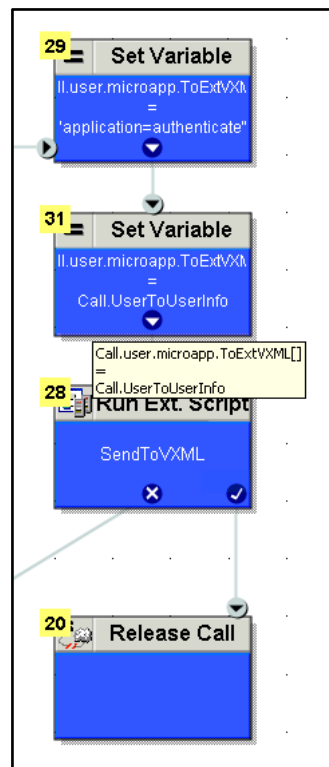 29
Set Variable
ll.user.microapp.ToExtVXM
=
'application=authenticate"
31
Set Variable
ll.user.microapp.ToExtVXM
=
Call.UserToUserInfo
Call.user.microapp.ToExtVXML[]
=
Call.UserToUserInfo
28
Run Ext. Script
SendToVXML
20
Release Call